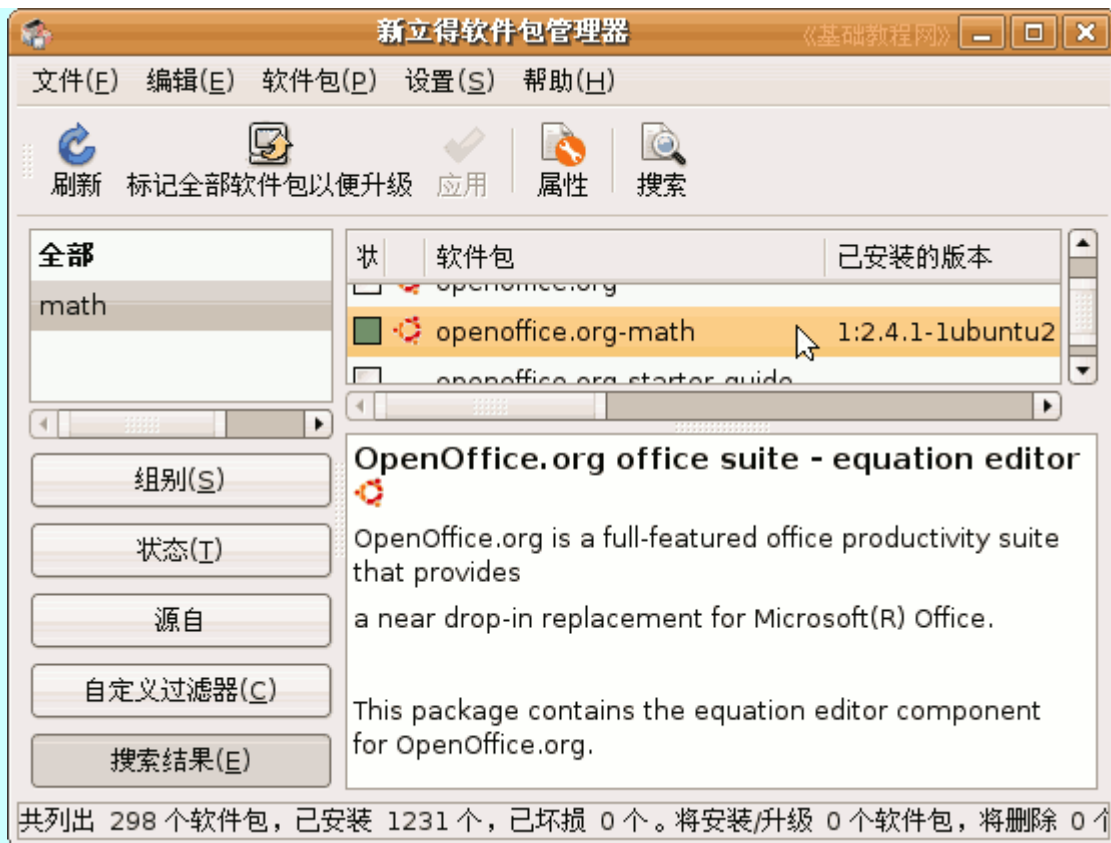 新立得软件包管理器 《基础教程网》
文件(F) 编辑(E) 软件包(P) 设置(S) 帮助(H)
刷新 标记全部软件包以便升级 应用 属性 搜索
全部
math
状 软件包 已安装的版本
openoffice.org
openoffice.org-math 1:2.4.1-1ubuntu2
openoffice.org-starter-guide
组别(S)
状态(T)
源自
自定义过滤器(C)
搜索结果(E)
OpenOffice.org office suite - equation editor
OpenOffice.org is a full-featured office productivity suite
that provides
a near drop-in replacement for Microsoft(R) Office.
This package contains the equation editor component
for OpenOffice.org.
共列出 298 个软件包，已安装 1231 个，已坏损 0 个。将安装/升级 0 个软件包，将删除 0 个